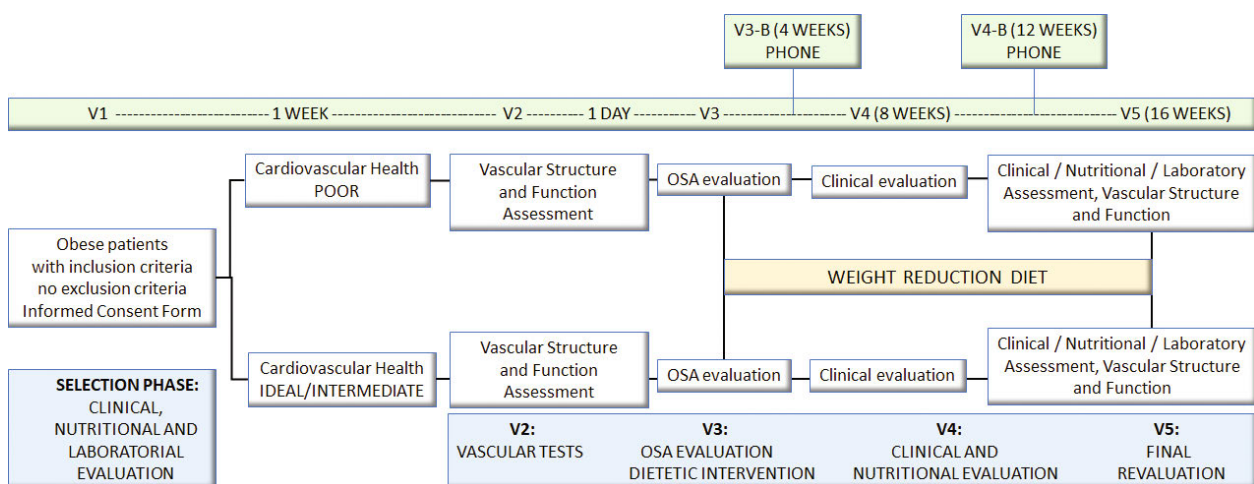 V3-B (4 WEEKS)
PHONE
V4-B (12 WEEKS)
PHONE
V1 -------------------------- 1 WEEK ---------------------------- V2 ---------- 1 DAY ----------- V3 -------------------- V4 (8 WEEKS) ----------------------- V5 (16 WEEKS)
Obese patients
with inclusion criteria
no exclusion criteria
Informed Consent Form
Cardiovascular Health
POOR
Vascular Structure
and Function
Assessment
OSA evaluation
Clinical evaluation
Clinical / Nutritional / Laboratory
Assessment, Vascular Structure
and Function
WEIGHT REDUCTION DIET
Cardiovascular Health
IDEAL/INTERMEDIATE
Vascular Structure
and Function
Assessment
OSA evaluation
Clinical evaluation
Clinical / Nutritional / Laboratory
Assessment, Vascular Structure
and Function
SELECTION PHASE:
CLINICAL,
NUTRITIONAL AND
LABORATORIAL
EVALUATION
V2:
VASCULAR TESTS
V3:
OSA EVALUATION
DIETETIC INTERVENTION
V4:
CLINICAL AND
NUTRITIONAL EVALUATION
V5:
FINAL
REVALUATION